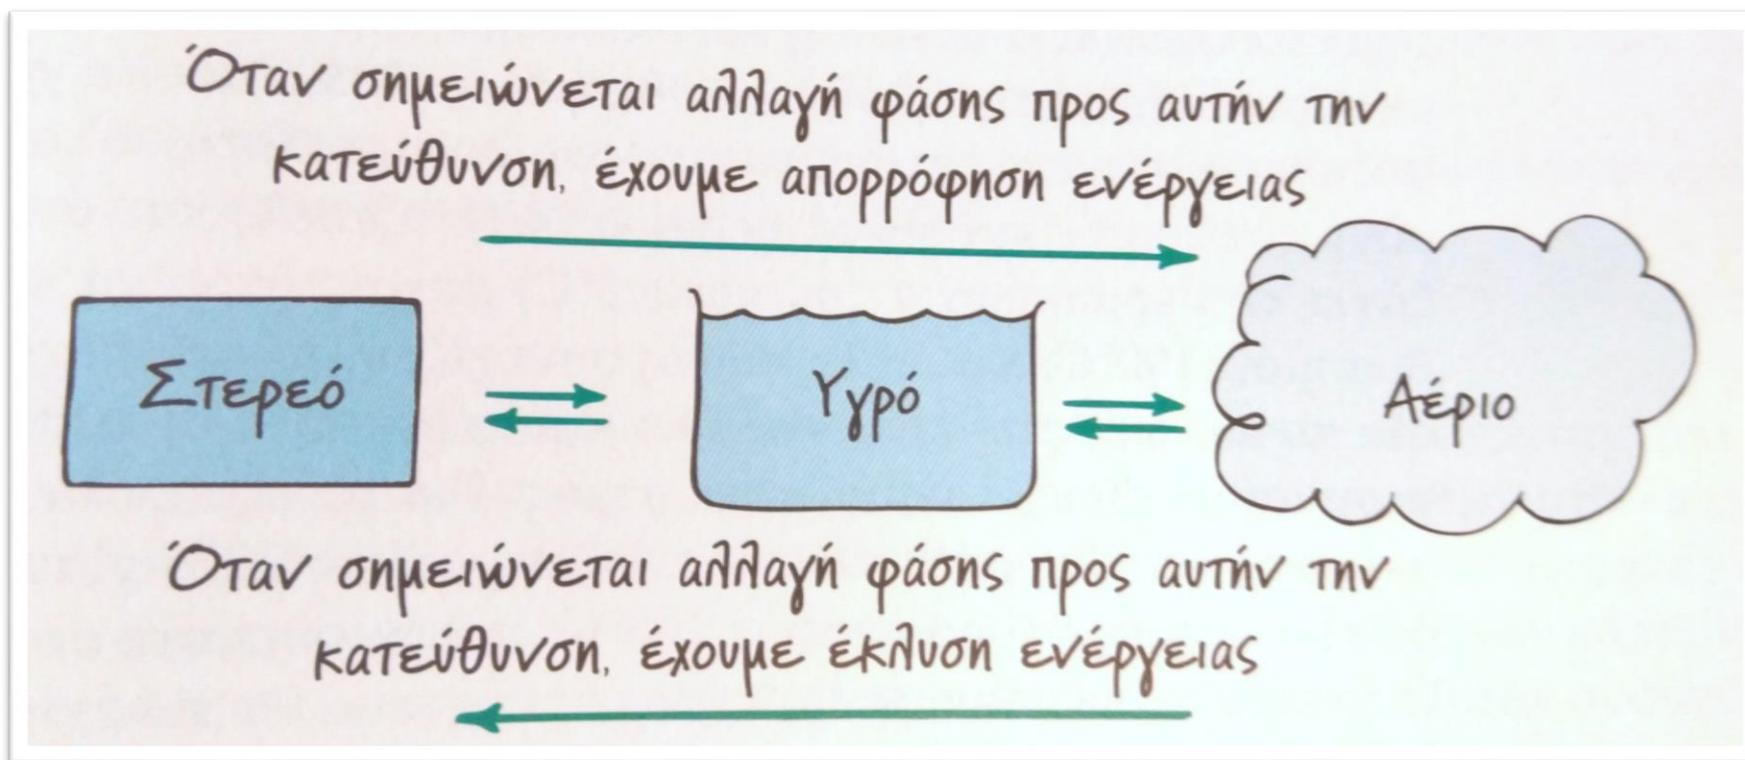 Όταν σημειώνεται αλλαγή φάσης προς αυτήν την
κατεύθυνση, έχουμε απορρόφηση ενέργειας
Στερεό
Υγρό
Αέριο
Όταν σημειώνεται αλλαγή φάσης προς αυτήν την
κατεύθυνση, έχουμε έκλυση ενέργειας